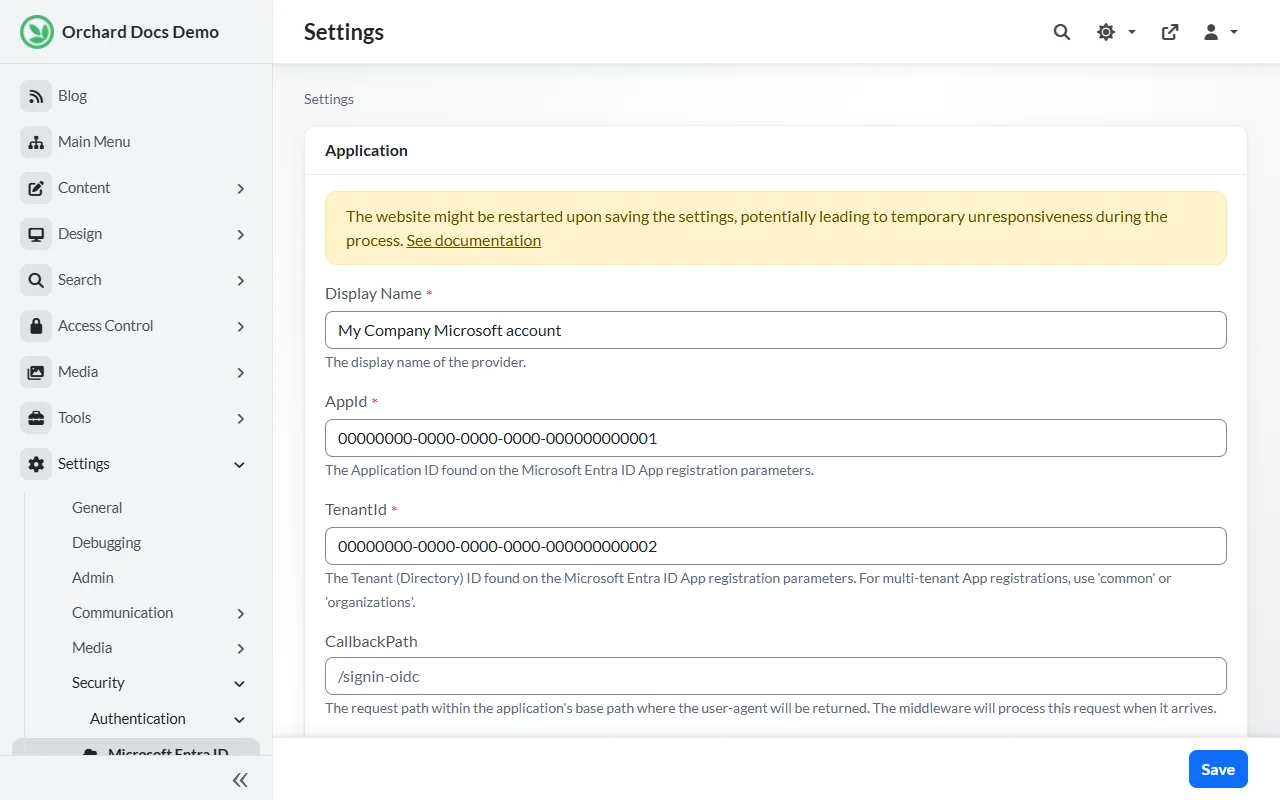 Orchard Docs Demo
Settings
Blog
Main Menu
Content
Design
Search
Access Control
Media
Tools
Settings
General
Debugging
Admin
Communication
Media
Security
Authentication
Microsoft Entra ID
Settings
Application
The website might be restarted upon saving the settings, potentially leading to temporary unresponsiveness during the
process. See documentation
Display Name *
My Company Microsoft account
The display name of the provider.
AppId *
00000000-0000-0000-0000-000000000001
The Application ID found on the Microsoft Entra ID App registration parameters.
TenantId *
00000000-0000-0000-0000-000000000002
The Tenant (Directory) ID found on the Microsoft Entra ID App registration parameters. For multi-tenant App registrations, use 'common' or
'organizations'.
CallbackPath
/signin-oidc
The request path within the application's base path where the user-agent will be returned. The middleware will process this request when it arrives.
Save